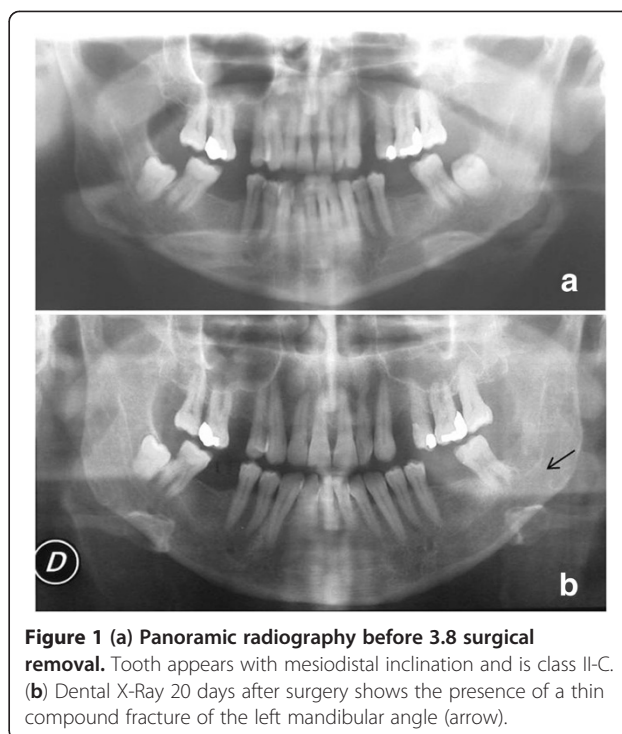 a
D
b
Figure 1 (a) Panoramic radiography before 3.8 surgical
removal. Tooth appears with mesiodistal inclination and is class II-C.
(b) Dental X-Ray 20 days after surgery shows the presence of a thin
compound fracture of the left mandibular angle (arrow).